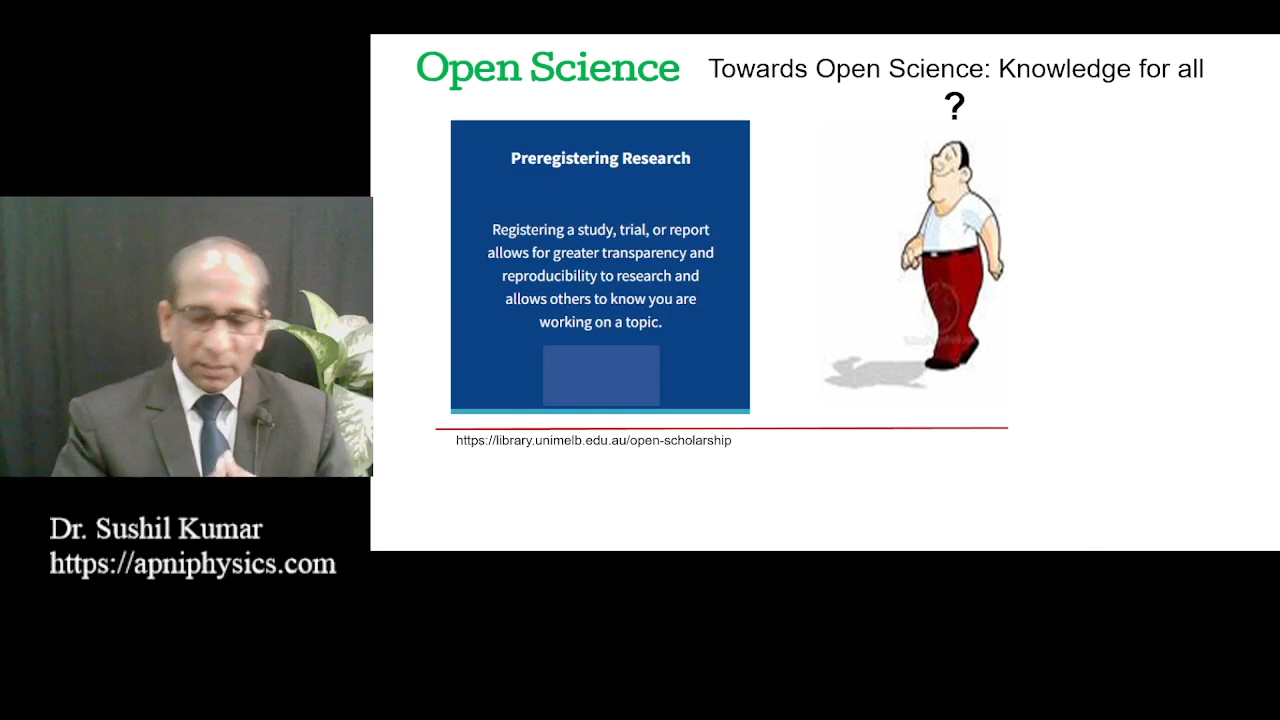 Open Science
Towards Open Science: Knowledge for all
?
Preregistering Research
Registering a study, trial, or report
allows for greater transparency and
reproducibility to research and
allows others to know you are
working on a topic.
https://library.unimelb.edu.au/open-scholarship
Dr. Sushil Kumar
https://apniphysics.com